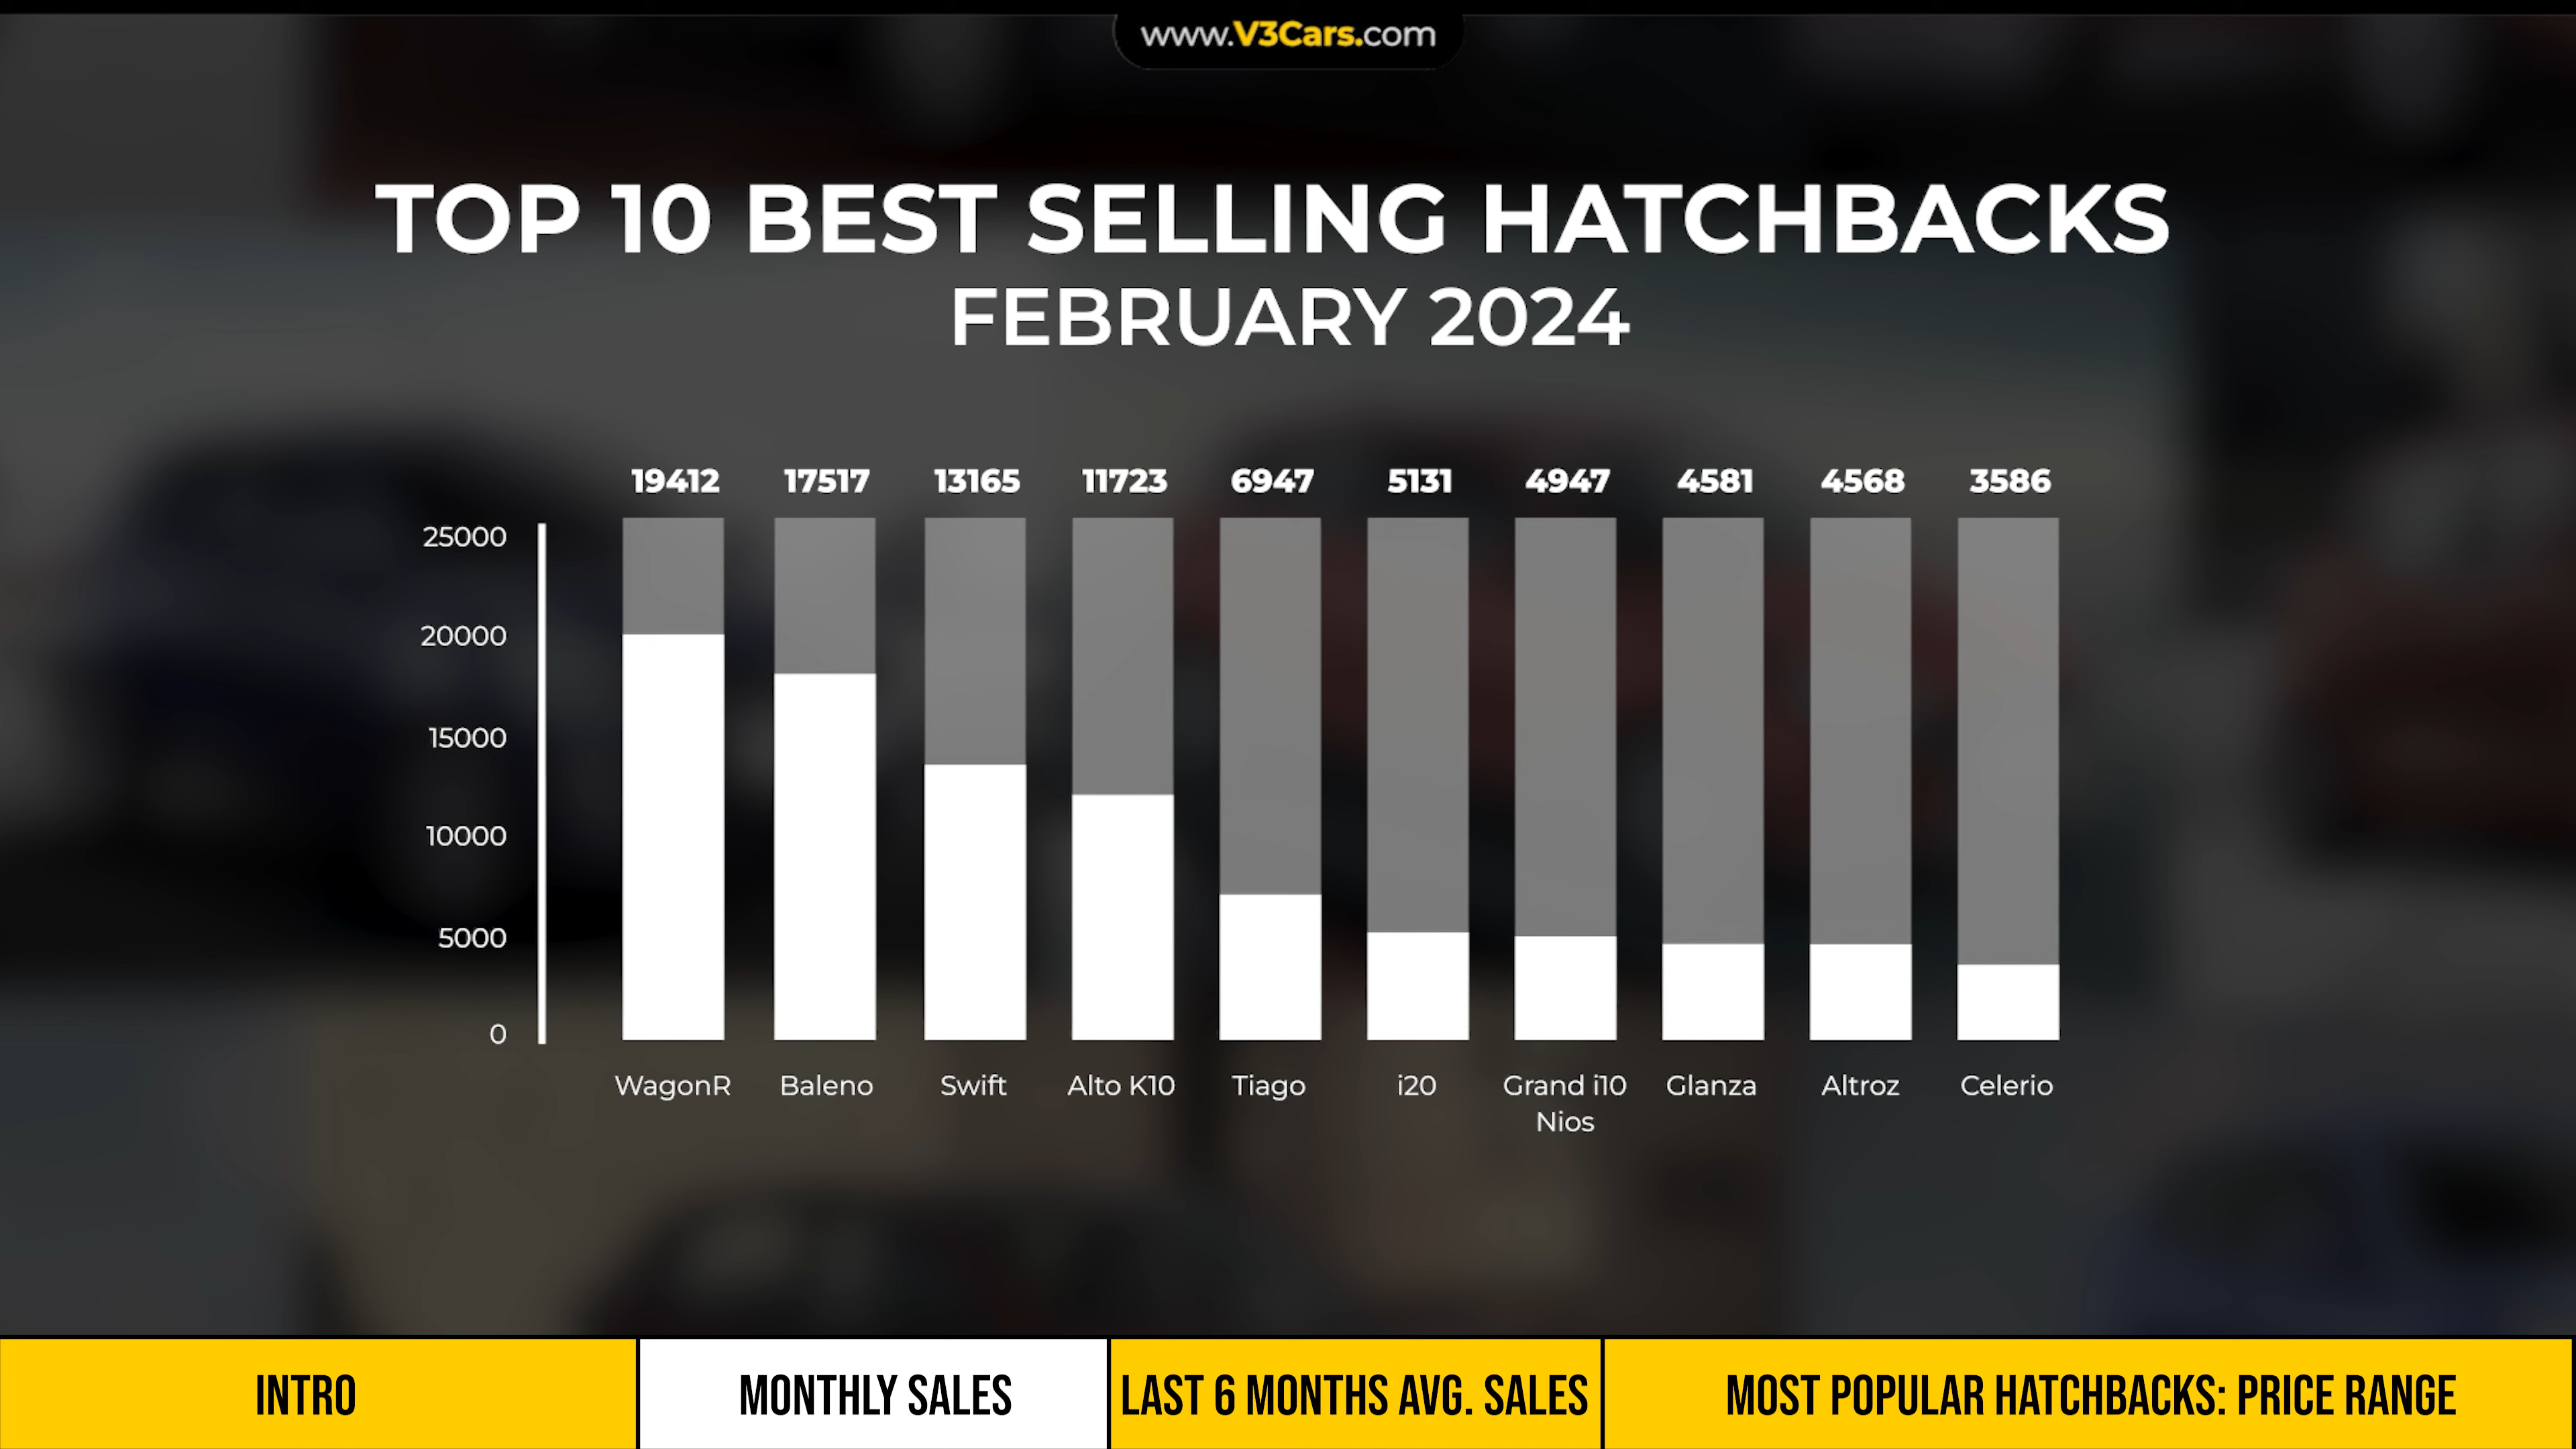 www.V3Cars.com
TOP 10 BEST SELLING HATCHBACKS
FEBRUARY 2024
19412 17517 13165 11723 6947 5131 4947 4581 4568 3586
25000
20000
15000
10000
5000
0
WagonR Baleno Swift Alto K10 Tiago i20 Grand i10 Glanza Altroz Celerio
Nios
INTRO MONTHLY SALES LAST 6 MONTHS AVG. SALES MOST POPULAR HATCHBACKS: PRICE RANGE